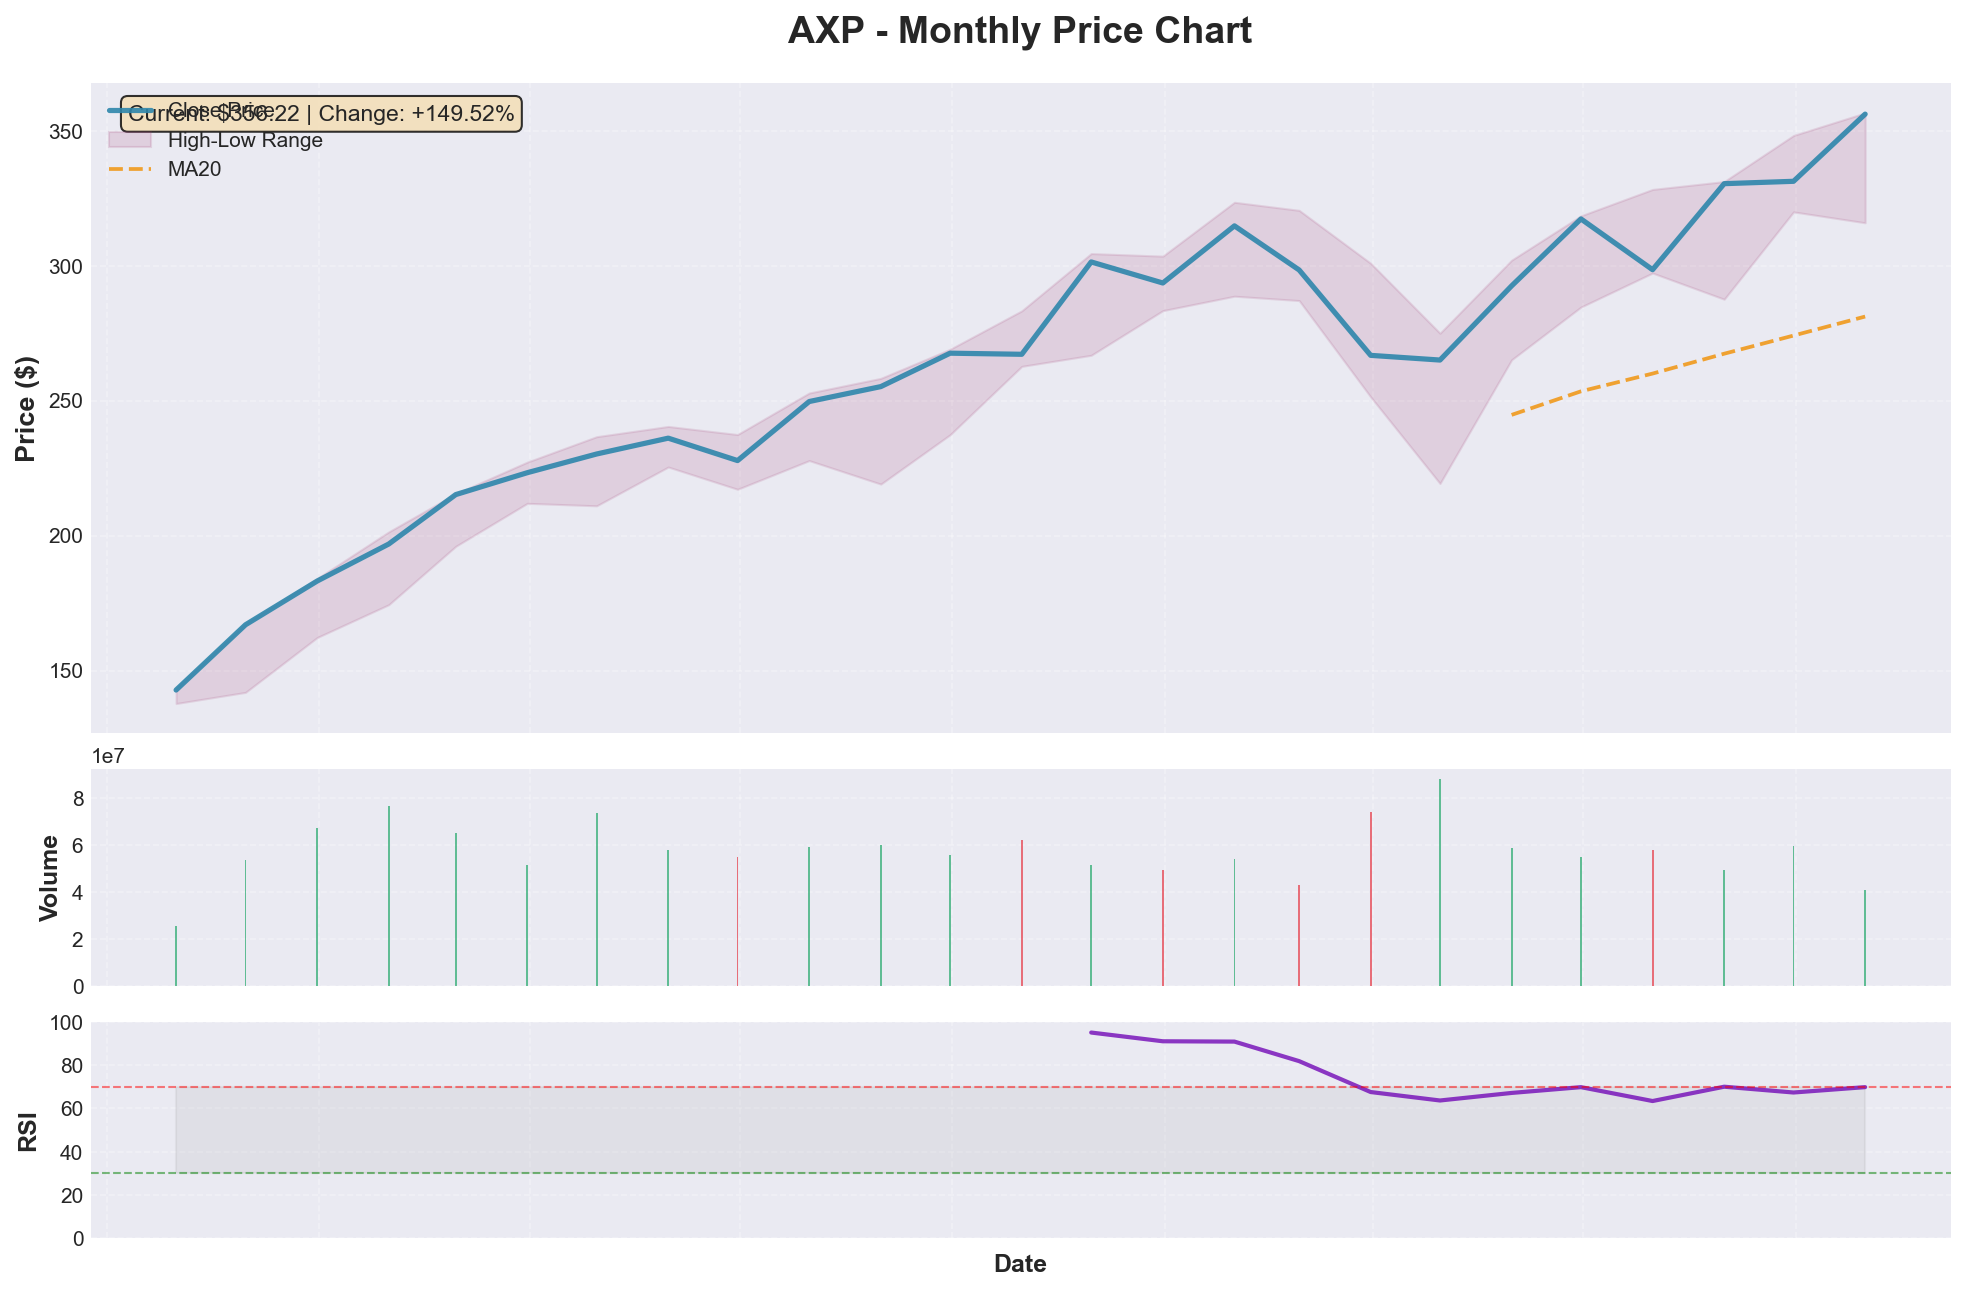 AXP - Monthly Price Chart
Current: $356.22 | Change: +149.52%
Close Price
High-Low Range
MA20
Price ($)
350
300
250
200
150
1e7
Volume
8
6
4
2
0
RSI
100
80
60
40
20
0
Date